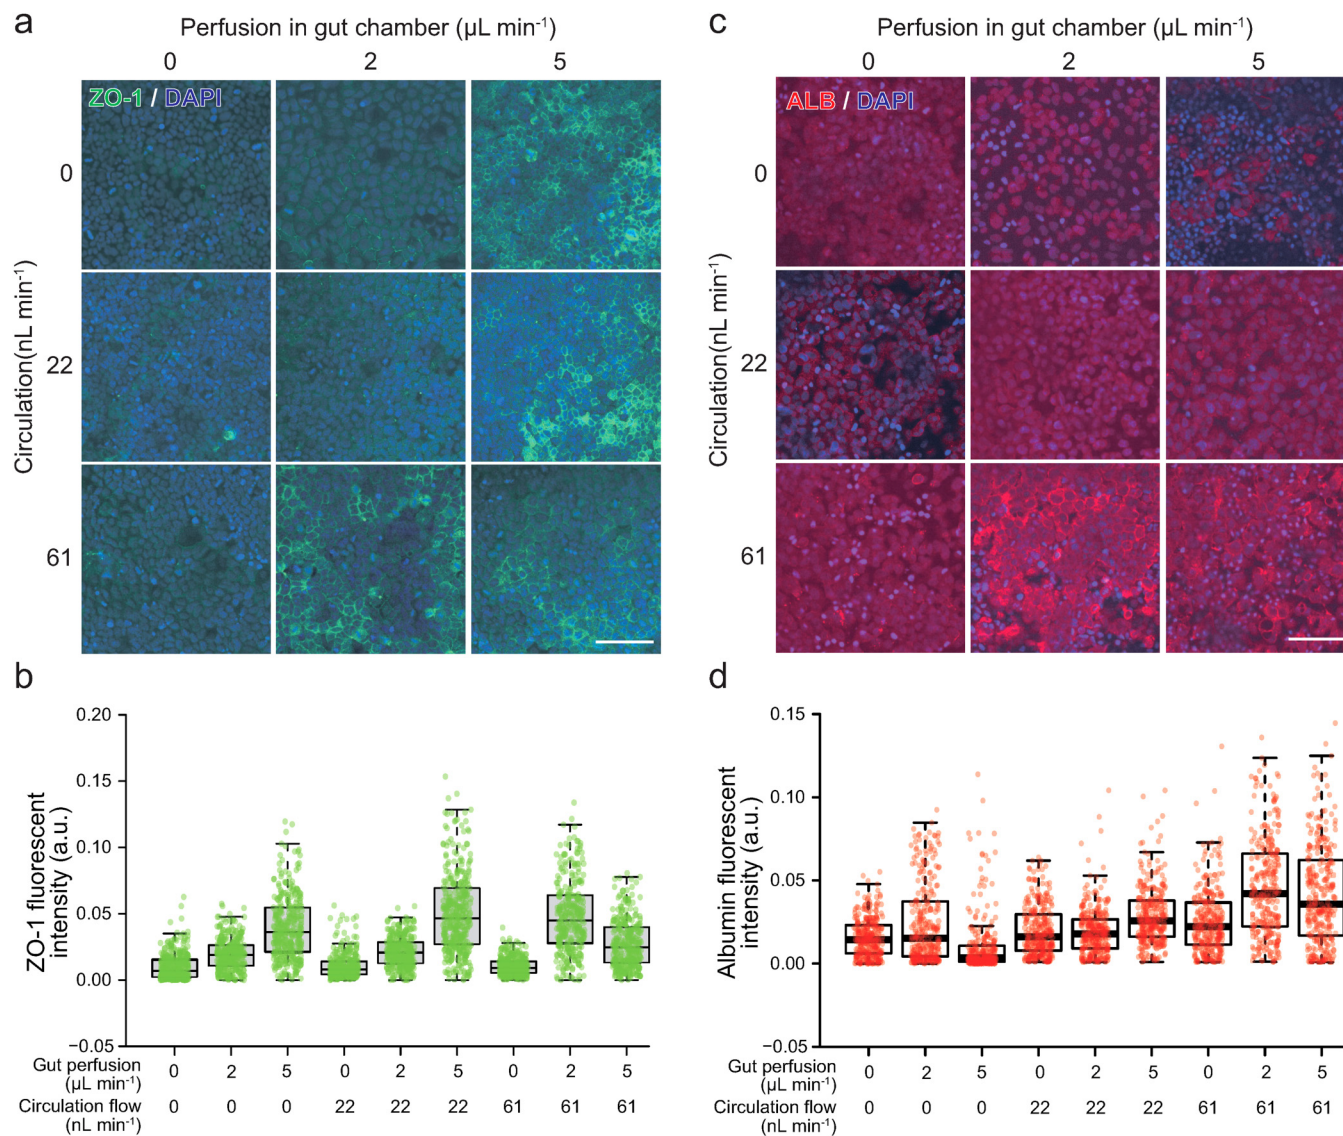 a
Perfusion in gut chamber (µL min⁻¹)
0 2 5
ZO-1 / DAPI
Circulation(nL min⁻¹)
0
22
61
c
Perfusion in gut chamber (µL min⁻¹)
0 2 5
ALB / DAPI
Circulation(nL min⁻¹)
0
22
61
b
ZO-1 fluorescent
intensity (a.u.)
0.20
0.15
0.10
0.05
0.00
−0.05
Gut perfusion
(µL min⁻¹)
0 2 5 0 2 5 0 2 5
Circulation flow
(nL min⁻¹)
0 0 0 22 22 22 61 61 61
d
Albumin fluorescent
intensity (a.u.)
0.15
0.10
0.05
0.00
−0.05
Gut perfusion
(µL min⁻¹)
0 2 5 0 2 5 0 2 5
Circulation flow
(nL min⁻¹)
0 0 0 22 22 22 61 61 61